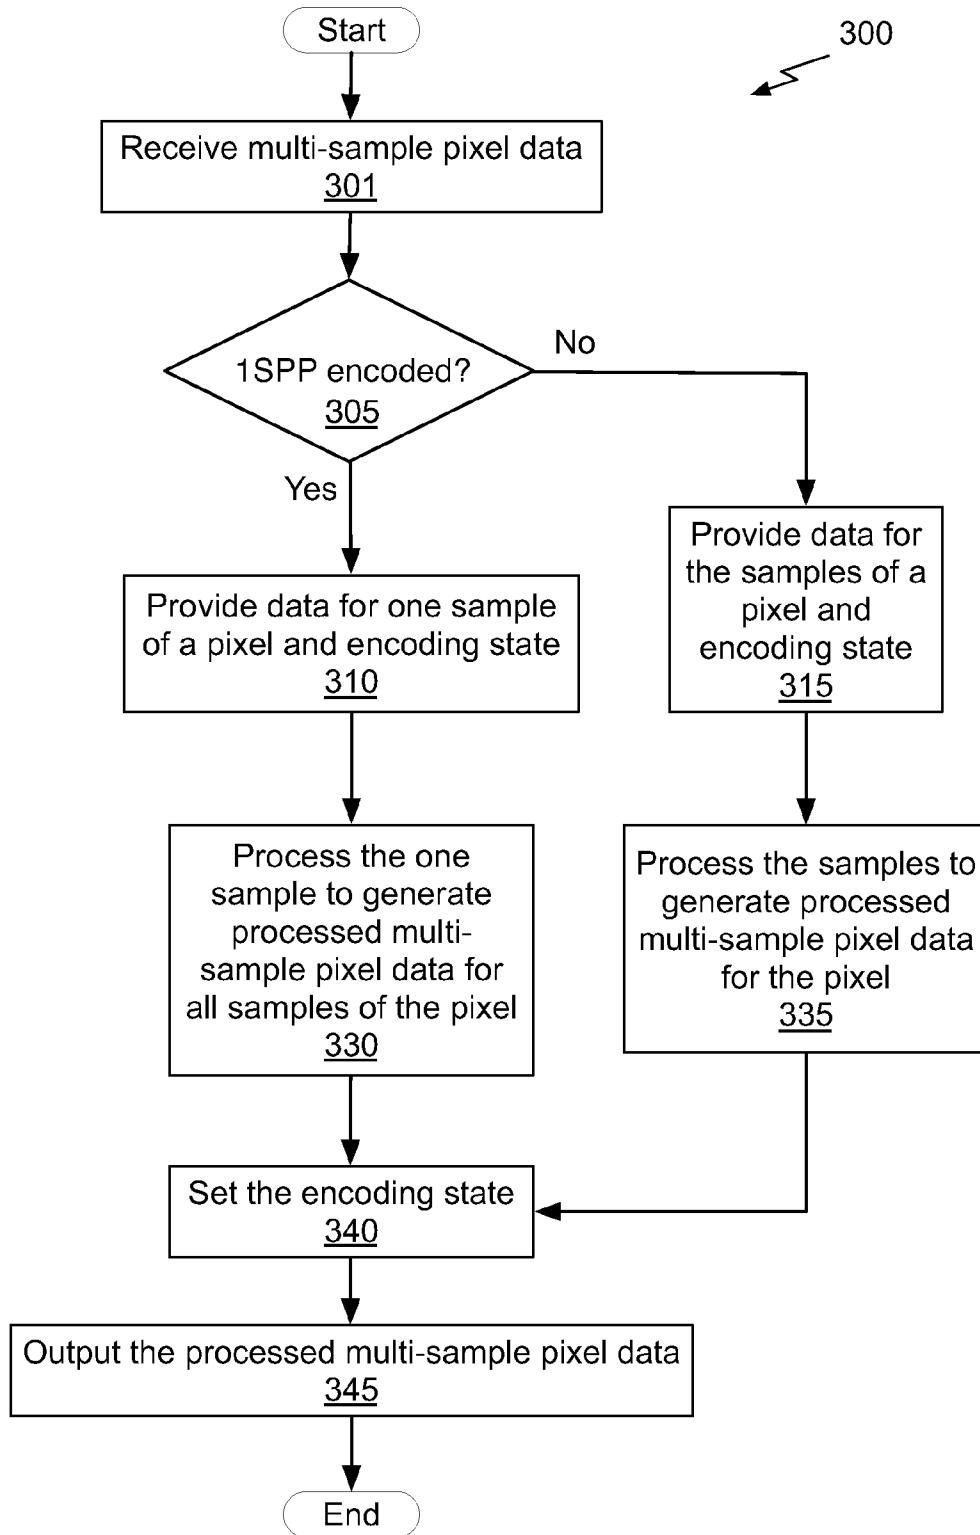 Start
300
Receive multi-sample pixel data
301
1SPP encoded?
305
No
Yes
Provide data for
the samples of a
pixel and
encoding state
315
Provide data for one sample
of a pixel and encoding state
310
Process the one
sample to generate
processed multi-
sample pixel data for
all samples of the pixel
330
Process the samples to
generate processed
multi-sample pixel data
for the pixel
335
Set the encoding state
340
Output the processed multi-sample pixel data
345
End